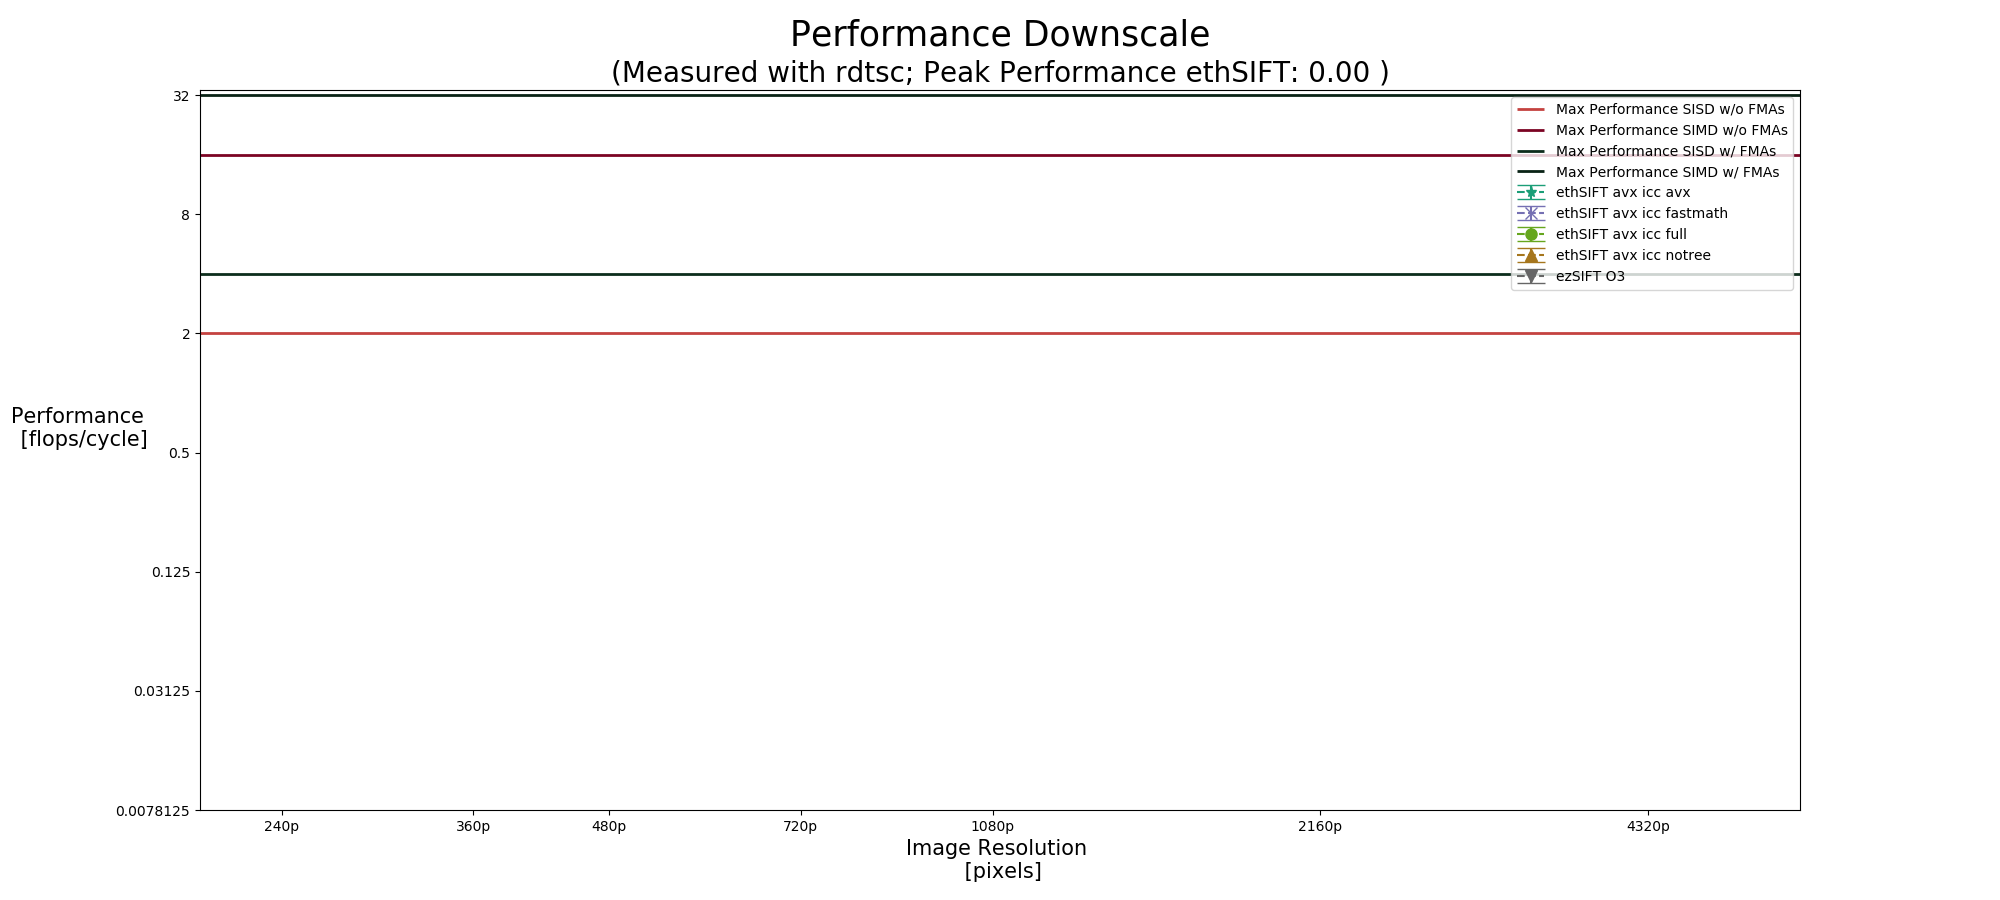 Performance Downscale
(Measured with rdtsc; Peak Performance ethSIFT: 0.00 )
32
8
2
0.5
0.125
0.03125
0.0078125
Performance
[flops/cycle]
Max Performance SISD w/o FMAs
Max Performance SIMD w/o FMAs
Max Performance SISD w/ FMAs
Max Performance SIMD w/ FMAs
ethSIFT avx icc avx
ethSIFT avx icc fastmath
ethSIFT avx icc full
ethSIFT avx icc notree
ezSIFT O3
240p 360p 480p 720p 1080p 2160p 4320p
Image Resolution
[pixels]